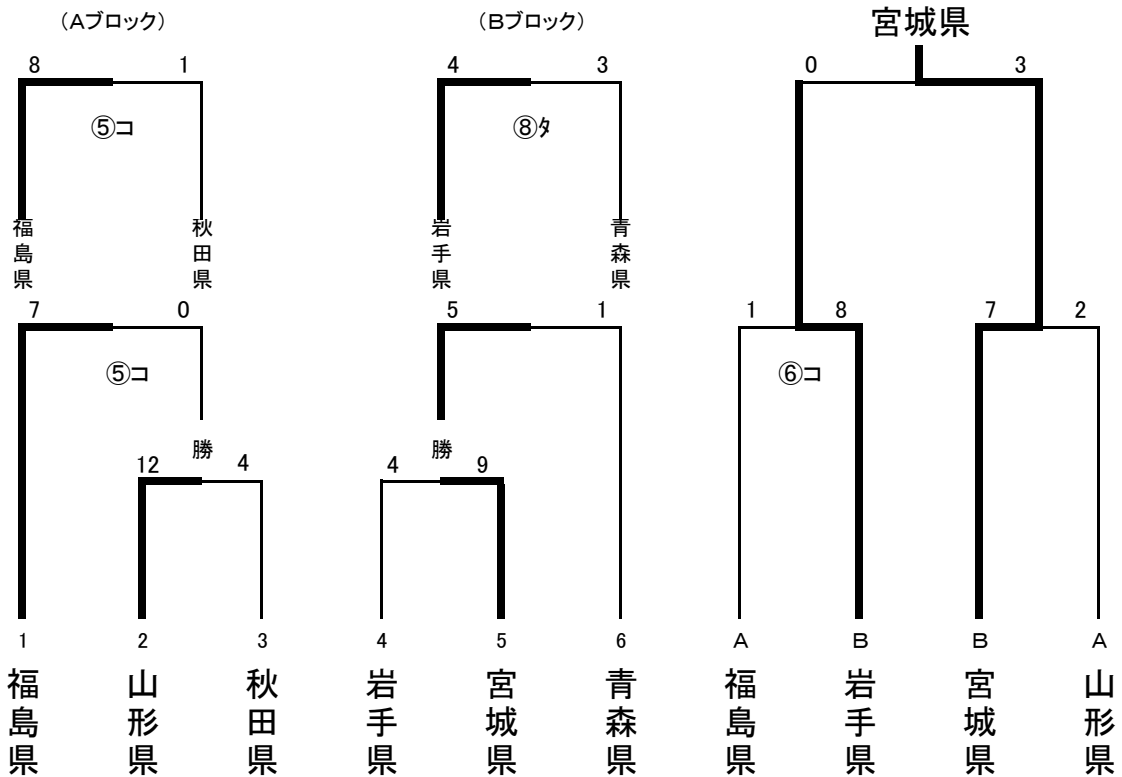 （Aブロック）
（Bブロック）
宮城県
8 1
4 3
0 3
⑤コ
⑧タ
福島県
秋田県
岩手県
青森県
7 0
5 1
1 8
7 2
⑤コ
⑥コ
勝
勝
12 4
4 9
1 2 3 4 5 6 A B B A
福島県
山形県
秋田県
岩手県
宮城県
青森県
福島県
岩手県
宮城県
山形県